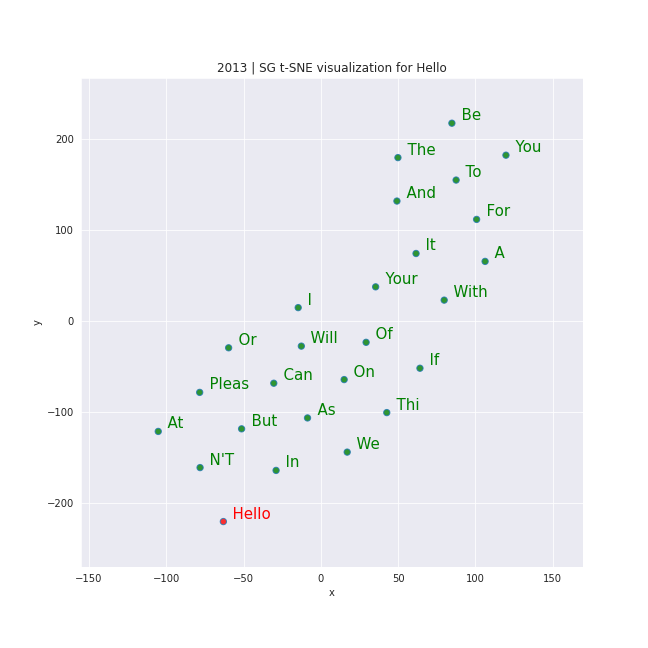 2013 | SG t-SNE visualization for Hello
Be
You
The
To
And
For
It
A
Your
With
I
Or
Will
Of
If
Pleas
Can
On
At
But
As
Thi
N'T
In
We
Hello
200
100
0
−100
−200
y
−150
−100
−50
0
50
100
150
x